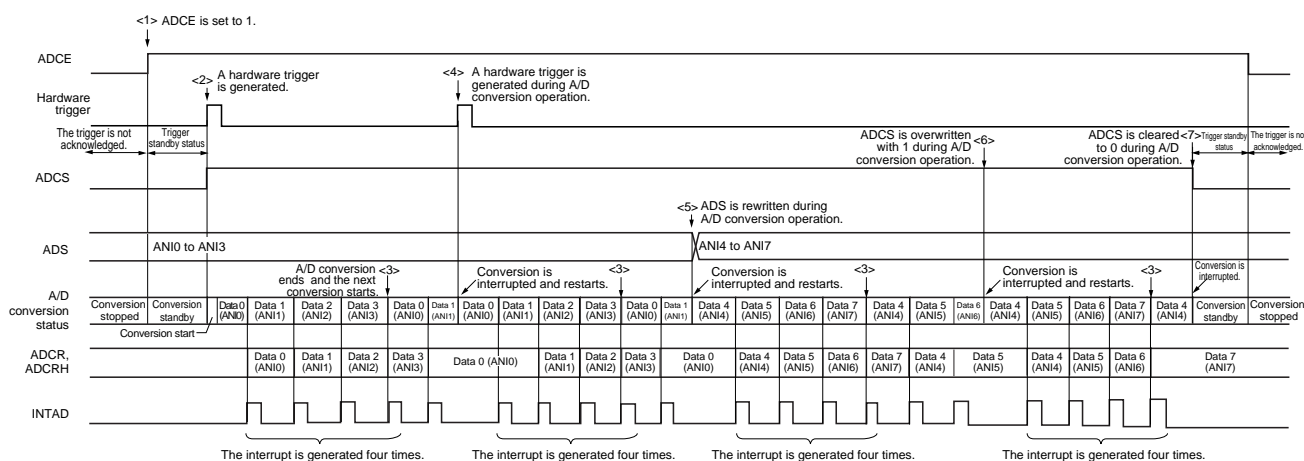 <1> ADCE is set to 1.
ADCE
<2> A hardware trigger
is generated.
<4> A hardware trigger is
generated during A/D
conversion operation.
Hardware
trigger
The trigger is not
acknowledged.
Trigger
standby status
ADCS is overwritten
with 1 during A/D
conversion operation.
<6>
ADCS is cleared
to 0 during A/D
conversion operation.
<7>
Trigger standby
status
The trigger is no
acknowledged.
ADCS
<5> ADS is rewritten during
A/D conversion operation.
ADS
ANI0 to ANI3
ANI4 to ANI7
A/D conversion
ends and the next
conversion starts.
<3>
Conversion is
interrupted and restarts.
<3>
Conversion is
interrupted and restarts.
<3>
Conversion is
interrupted and restarts.
<3>
Conversion is
interrupted.
A/D
conversion
status
Conversion
stopped
Conversion
standby
Conversion start
Data 0
(ANI0)
Data 1
(ANI1)
Data 2
(ANI2)
Data 3
(ANI3)
Data 0
(ANI0)
Data 1
(ANI1)
Data 0
(ANI0)
Data 1
(ANI1)
Data 2
(ANI2)
Data 3
(ANI3)
Data 0
(ANI0)
Data 1
(ANI1)
Data 4
(ANI4)
Data 5
(ANI5)
Data 6
(ANI6)
Data 7
(ANI7)
Data 4
(ANI4)
Data 5
(ANI5)
Data 6
(ANI6)
Data 4
(ANI4)
Data 5
(ANI5)
Data 6
(ANI6)
Data 7
(ANI7)
Data 4
(ANI4)
Conversion
standby
Conversion
stopped
ADCR,
ADCRH
Data 0
(ANI0)
Data 1
(ANI1)
Data 2
(ANI2)
Data 3
(ANI3)
Data 0 (ANI0)
Data 1
(ANI1)
Data 2
(ANI2)
Data 3
(ANI3)
Data 0
(ANI0)
Data 4
(ANI4)
Data 5
(ANI5)
Data 6
(ANI6)
Data 7
(ANI7)
Data 4
(ANI4)
Data 5
(ANI5)
Data 4
(ANI4)
Data 5
(ANI5)
Data 6
(ANI6)
Data 7
(ANI7)
INTAD
The interrupt is generated four times.
The interrupt is generated four times.
The interrupt is generated four times.
The interrupt is generated four times.